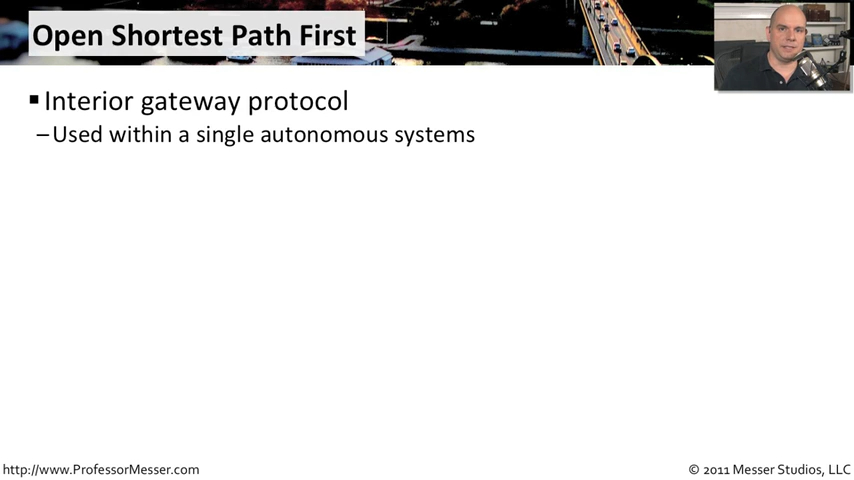 Open Shortest Path First
▪ Interior gateway protocol
–Used within a single autonomous systems
http://www.ProfessorMesser.com
© 2011 Messer Studios, LLC